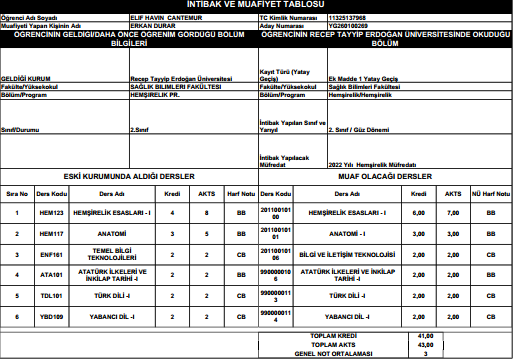 İNTİBAK VE MUAFİYET TABLOSU
Öğrenci Adı Soyadı ELİF HAVİN CANTEMUR TC Kimlik Numarası 11325137968
Muafiyeti Yapan Kişinin Adı ERKAN DURAR Aday Numarası YG260100269
ÖĞRENCİNİN GELDİĞİ/DAHA ÖNCE ÖĞRENİM GÖRDÜĞÜ BÖLÜM BİLGİLERİ
ÖĞRENCİNİN RECEP TAYYİP ERDOĞAN ÜNİVERSİTESİNDE OKUDUĞU BÖLÜM
GELDİĞİ KURUM Recep Tayyip Erdoğan Üniversitesi Kayıt Türü (Yatay Geçiş) Ek Madde 1 Yatay Geçiş
Fakülte/Yüksekokul SAĞLIK BİLİMLERİ FAKÜLTESİ Fakülte/Yüksekokul Sağlık Bilimleri Fakültesi
Bölüm/Program HEMŞİRELİK PR. Bölüm/Program Hemşirelik/Hemşirelik
Sınıf/Durumu 2.Sınıf İntibak Yapılan Sınıf ve Yarıyıl 2. Sınıf / Güz Dönemi
İntibak Yapılacak Müfredat 2022 Yılı Hemşirelik Müfredatı
ESKİ KURUMUNDA ALDIĞI DERSLER MUAF OLACAĞI DERSLER
Sıra No Ders Kodu Ders Adı Kredi AKTS Harf Notu Ders Kodu Ders Adı Kredi AKTS NÜ Harf Notu
1 HEM123 HEMŞİRELİK ESASLARI - I 4 8 BB 20110010100 HEMŞİRELİK ESASLARI - I 6,00 7,00 BB
2 HEM117 ANATOMİ 3 5 BB 20110010101 ANATOMİ - I 3,00 3,00 BB
3 ENF161 TEMEL BİLGİ TEKNOLOJİLERİ 2 2 CB 20110010106 BİLGİ VE İLETİŞİM TEKNOLOJİSİ 2,00 2,00 CB
4 ATA101 ATATÜRK İLKELERİ VE İNKİLAP TARİHİ -I 2 2 BB 9900000106 ATATÜRK İLKELERİ VE İNKİLAP TARİHİ -I 2,00 2,00 BB
5 TDL101 TÜRK DİLİ -I 2 2 CB 9900000113 TÜRK DİLİ -I 2,00 2,00 CB
6 YBD109 YABANCI DİL -I 2 2 CB 9900000114 YABANCI DİL -I 2,00 2,00 CB
TOPLAM KREDİ 41,00
TOPLAM AKTS 43,00
GENEL NOT ORTALAMASI 3